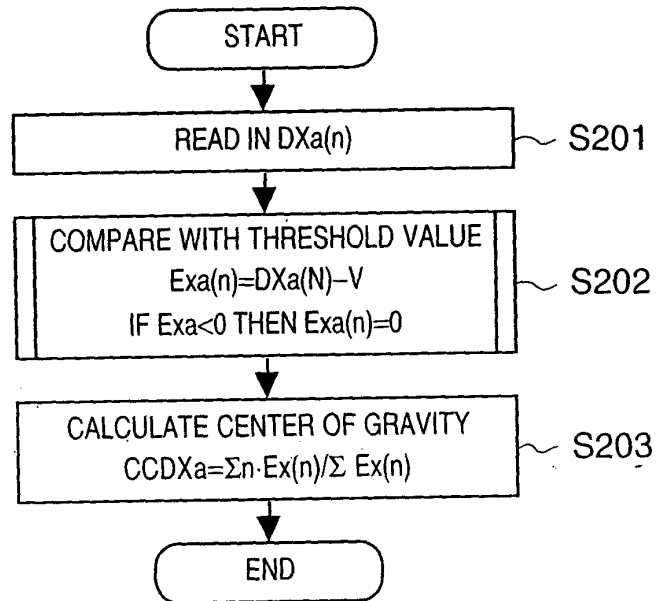 START
READ IN DXa(n)
S201
COMPARE WITH THRESHOLD VALUE
Exa(n)=DXa(N)−V
IF Exa<0 THEN Exa(n)=0
S202
CALCULATE CENTER OF GRAVITY
CCDXa=Σn·Ex(n)/Σ Ex(n)
S203
END